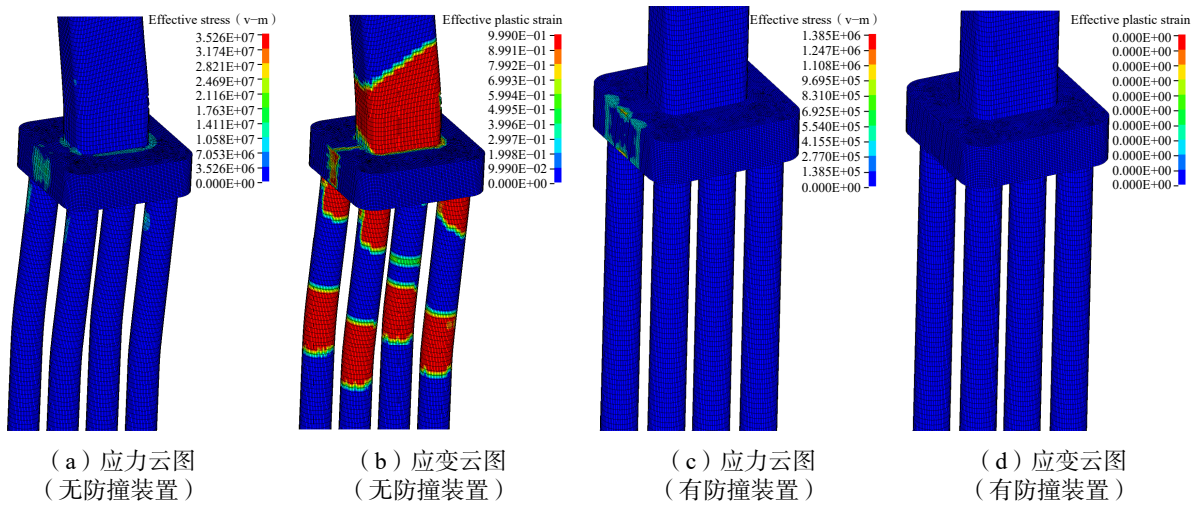 Effective stress（v−m）
3.526E+07
3.174E+07
2.821E+07
2.469E+07
2.116E+07
1.763E+07
1.411E+07
1.058E+07
7.053E+06
3.526E+06
0.000E+00
（a）应力云图
（无防撞装置）
Effective plastic strain
9.990E−01
8.991E−01
7.992E−01
6.993E−01
5.994E−01
4.995E−01
3.996E−01
2.997E−01
1.998E−01
9.990E−02
0.000E+00
（b）应变云图
（无防撞装置）
Effective stress（v−m）
1.385E+06
1.247E+06
1.108E+06
9.695E+05
8.310E+05
6.925E+05
5.540E+05
4.155E+05
2.770E+05
1.385E+05
0.000E+00
（c）应力云图
（有防撞装置）
Effective plastic strain
0.000E+00
0.000E+00
0.000E+00
0.000E+00
0.000E+00
0.000E+00
0.000E+00
0.000E+00
0.000E+00
0.000E+00
0.000E+00
（d）应变云图
（有防撞装置）